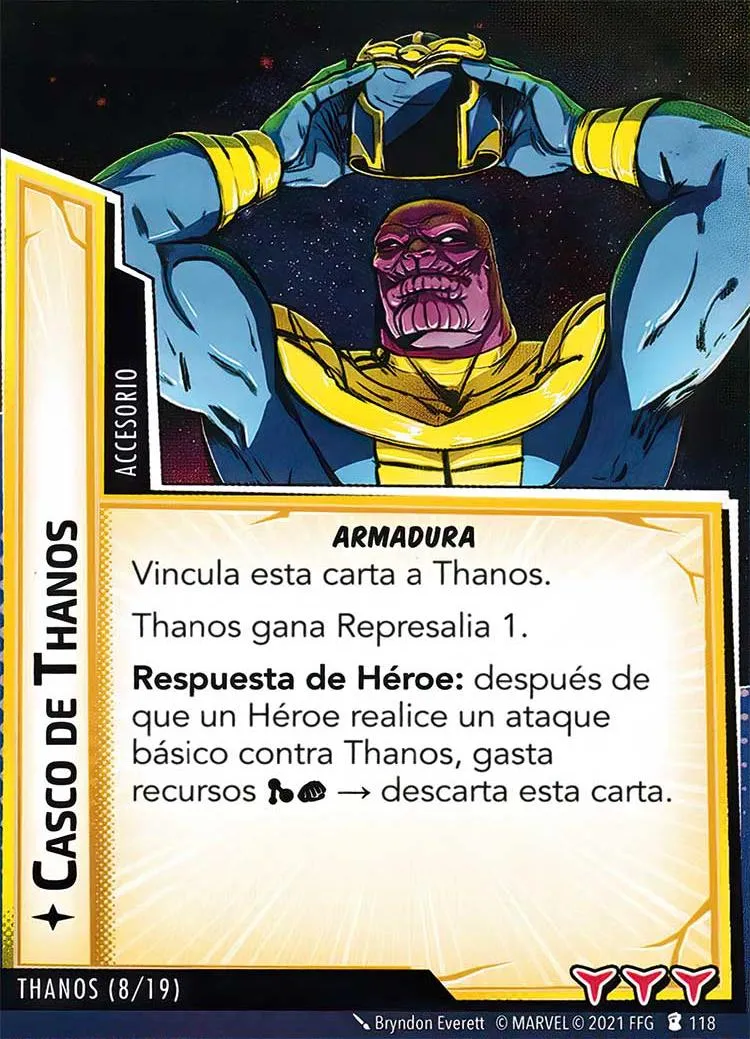 ACCESORIO
CASCO DE THANOS
ARMADURA
Vincula esta carta a Thanos.
Thanos gana Represalia 1.
Respuesta de Héroe: después de
que un Héroe realice un ataque
básico contra Thanos, gasta
recursos → descarta esta carta.
THANOS (8/19)
Bryndon Everett © MARVEL © 2021 FFG 118